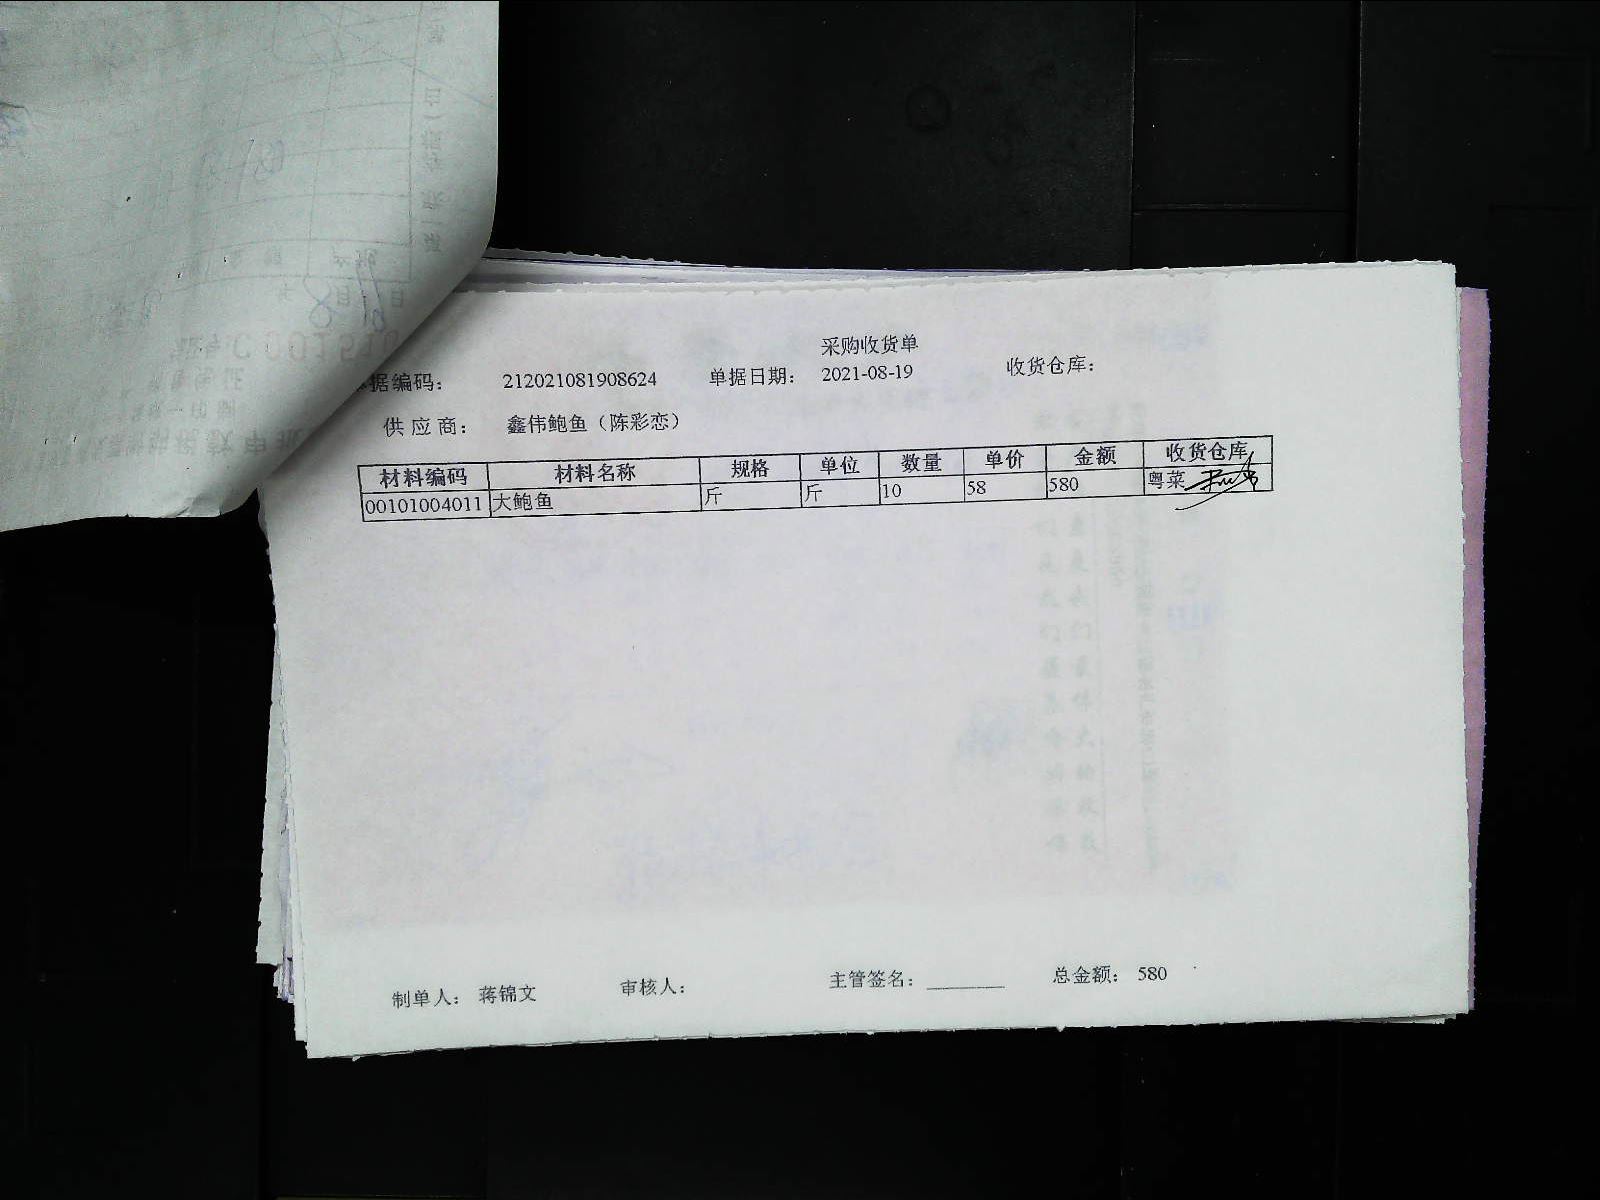 采购收货单
据编码： 212021081908624 单据日期： 2021-08-19 收货仓库：
供应商： 鑫伟鲍鱼（陈彩恋）
材料编码 材料名称 规格 单位 数量 单价 金额 收货仓库
00101004011 大鲍鱼 斤 斤 10 58 580 粤菜
制单人： 蒋锦文 审核人： 主管签名：________ 总金额： 580